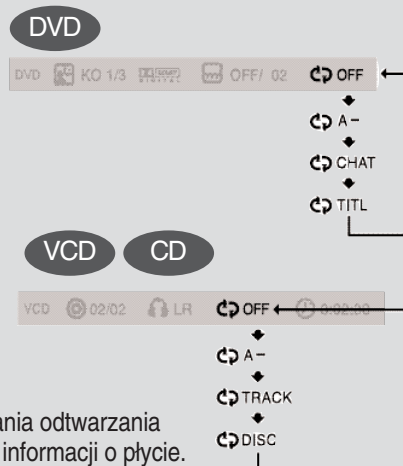 DVD
DVD KO 1/3 DIGITAL OFF/ 02 OFF
A-
CHAT
TITL
VCD CD
VCD 02/02 LR OFF 0:02:30
A-
TRACK
DISC
ania odtwarzania
informacji o płycie.